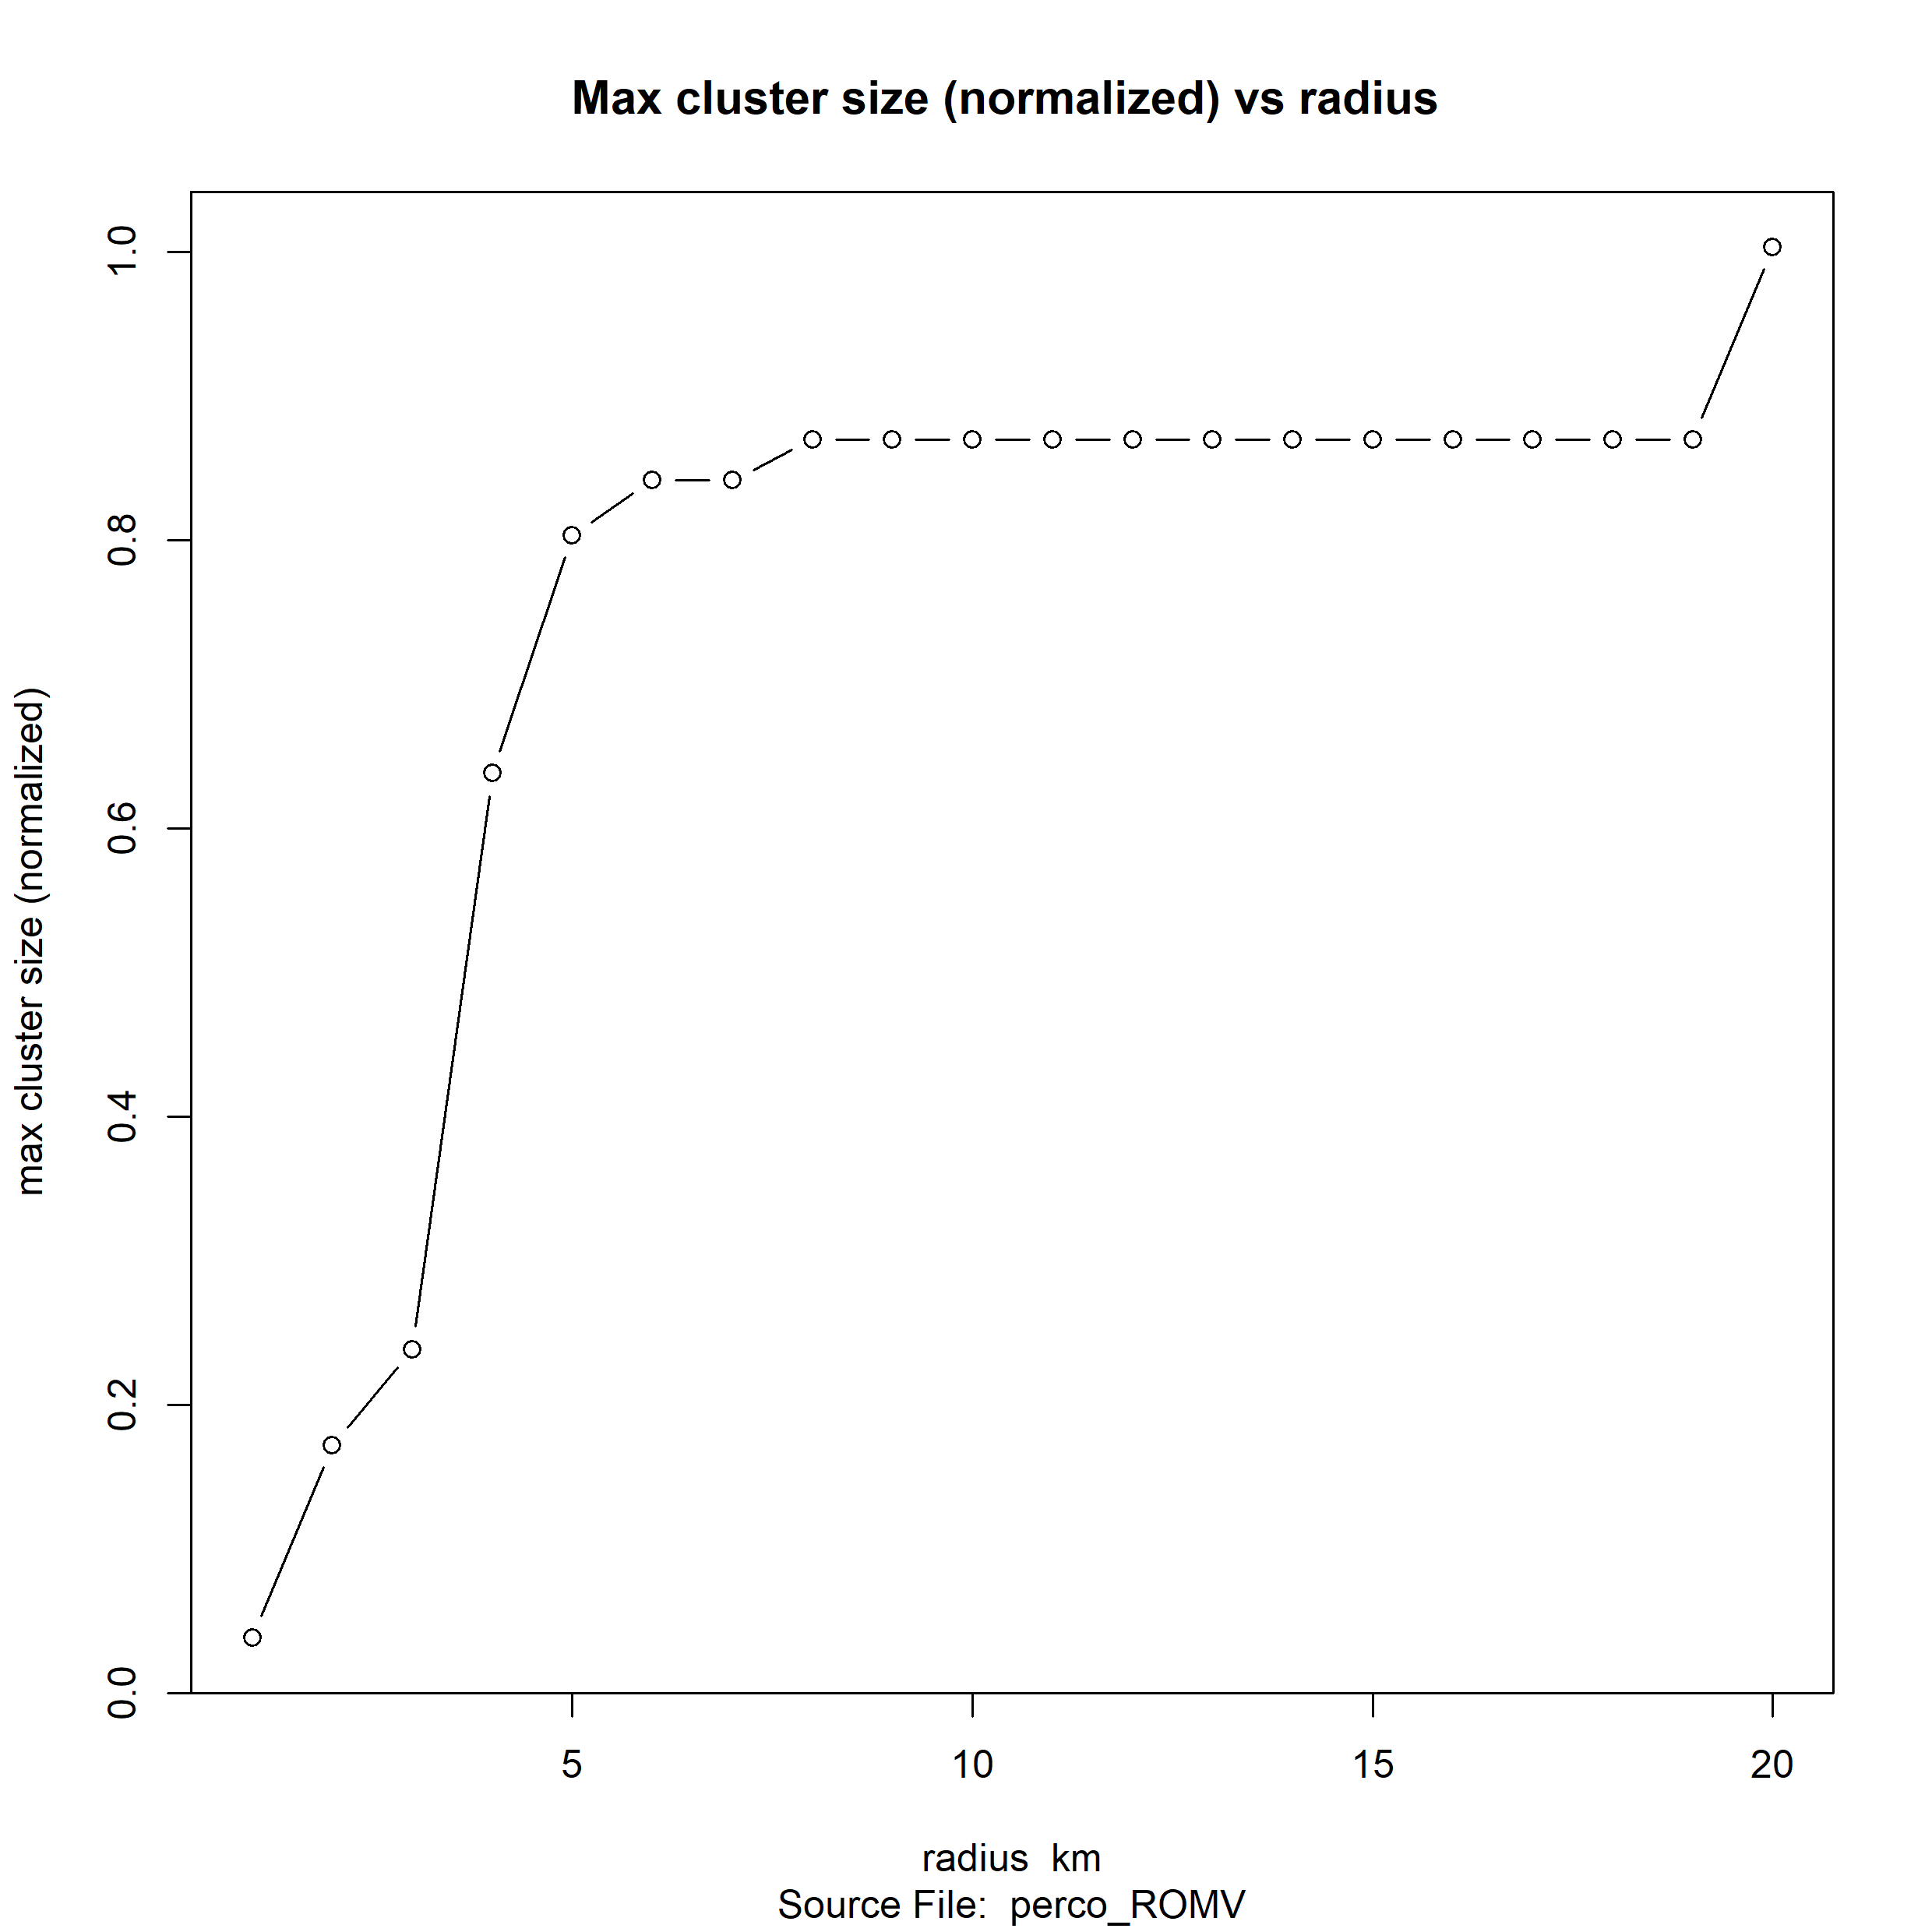 Max cluster size (normalized) vs radius
max cluster size (normalized)
1.0
0.8
0.6
0.4
0.2
0.0
5 10 15 20
radius  km
Source File:  perco_ROMV